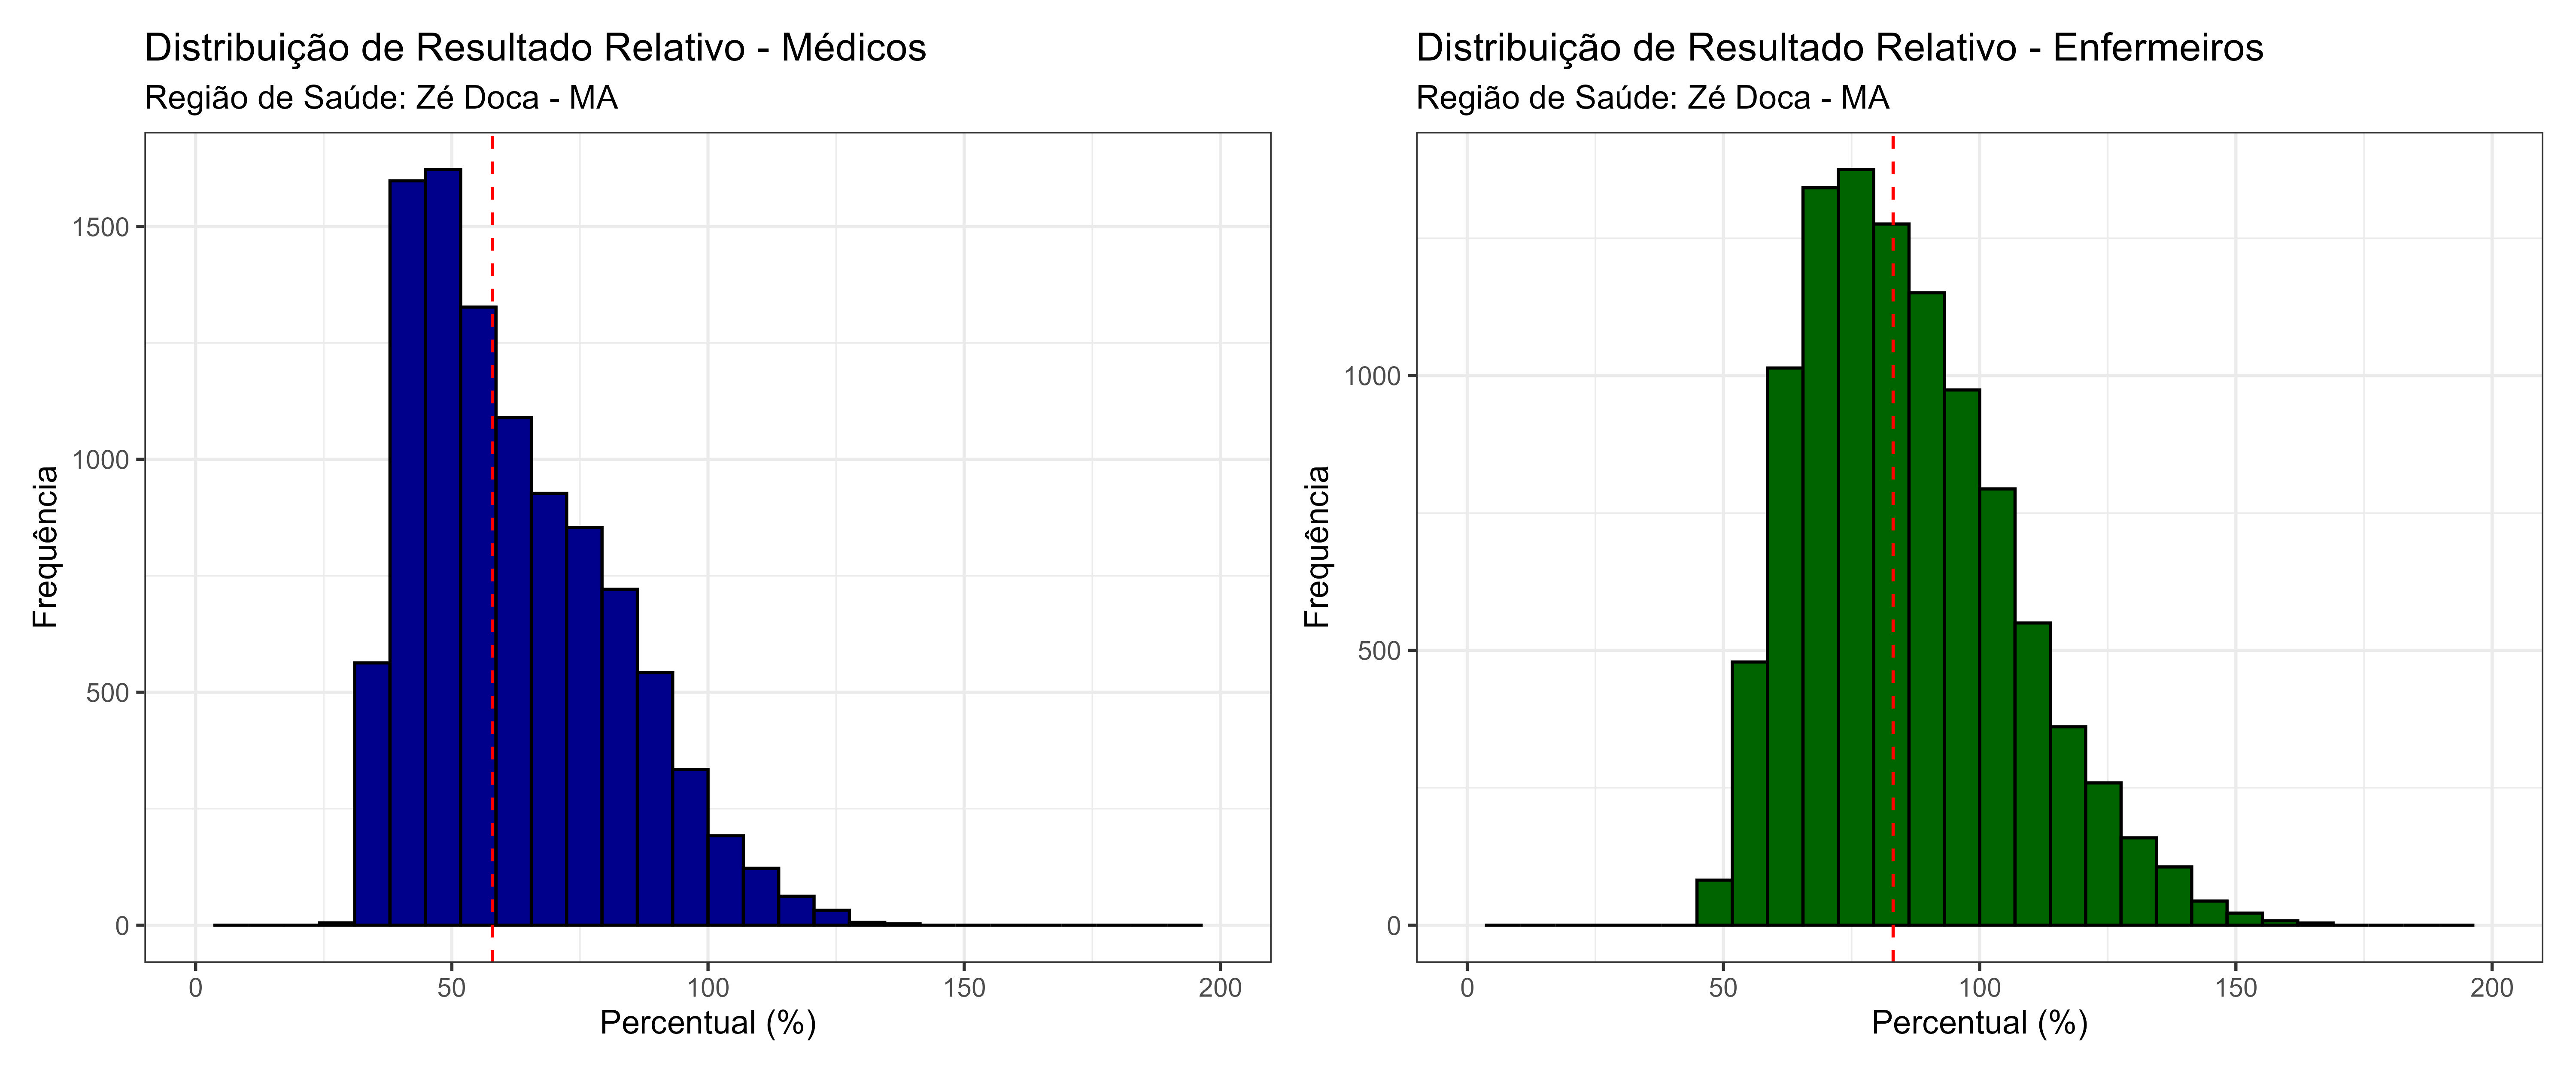 Distribuição de Resultado Relativo - Médicos
Região de Saúde: Zé Doca - MA
Frequência
1500
1000
500
0
0 50 100 150 200
Percentual (%)
Distribuição de Resultado Relativo - Enfermeiros
Região de Saúde: Zé Doca - MA
Frequência
1000
500
0
0 50 100 150 200
Percentual (%)